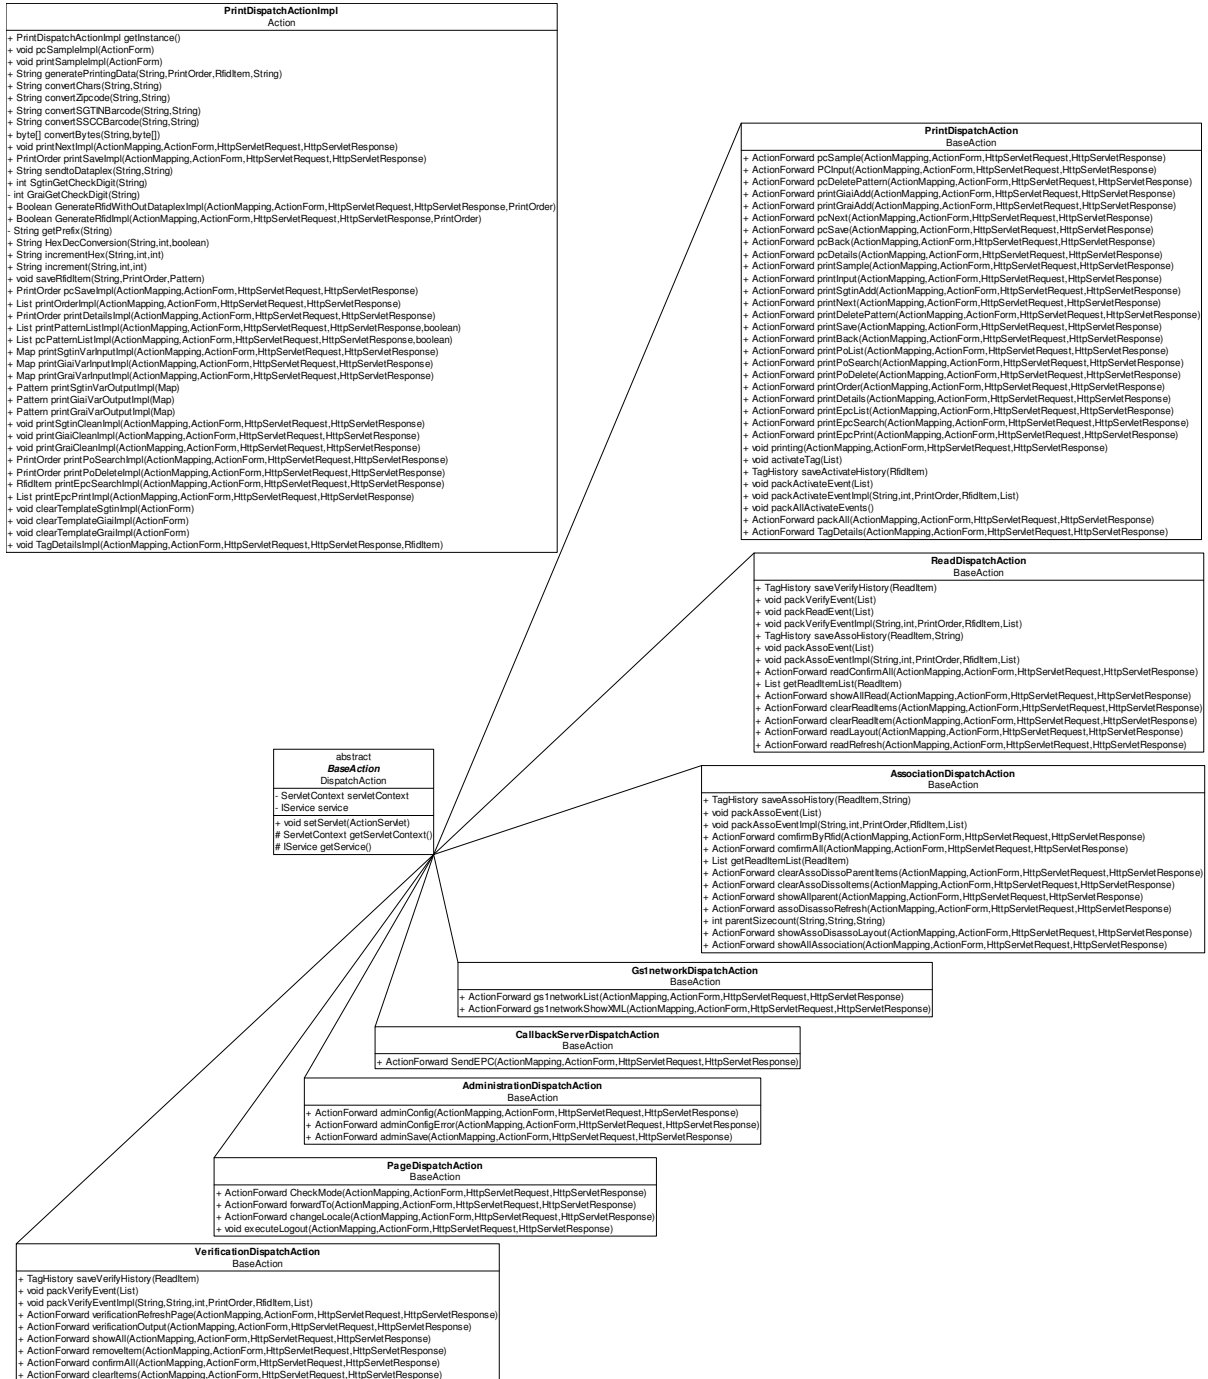 PrintDispatchActionImpl
Action
+ PrintDispatchActionImpl getInstance()
+ void pcSampleImpl(ActionForm)
+ void printSampleImpl(ActionForm)
+ String generatePrintingData(String,PrintOrder,RfidItem,String)
+ String convertChars(String,String)
+ String convertZipcode(String,String)
+ String convertSGTINBarcode(String,String)
+ String convertSSCCBarcode(String,String)
+ byte[] convertBytes(String,byte[])
+ void printNextImpl(ActionMapping,ActionForm,HttpServletRequest,HttpServletResponse)
+ PrintOrder printSaveImpl(ActionMapping,ActionForm,HttpServletRequest,HttpServletResponse)
+ String sendtoDataplex(String,String)
+ int SgtinGetCheckDigit(String)
- int GraiGetCheckDigit(String)
+ Boolean GenerateRfidWithOutDataplexImpl(ActionMapping,ActionForm,HttpServletRequest,HttpServletResponse,PrintOrder)
+ Boolean GenerateRfidImpl(ActionMapping,ActionForm,HttpServletRequest,HttpServletResponse,PrintOrder)
- String getPrefix(String)
+ String HexDecConversion(String,int,boolean)
+ String incrementHex(String,int,int)
+ String increment(String,int,int)
+ void saveRfidItem(String,PrintOrder,Pattern)
+ PrintOrder pcSaveImpl(ActionMapping,ActionForm,HttpServletRequest,HttpServletResponse)
+ List printOrderImpl(ActionMapping,ActionForm,HttpServletRequest,HttpServletResponse)
+ PrintOrder printDetailsImpl(ActionMapping,ActionForm,HttpServletRequest,HttpServletResponse)
+ List printPatternListImpl(ActionMapping,ActionForm,HttpServletRequest,HttpServletResponse,boolean)
+ List pcPatternListImpl(ActionMapping,ActionForm,HttpServletRequest,HttpServletResponse,boolean)
+ Map printSgtinVarInputImpl(ActionMapping,ActionForm,HttpServletRequest,HttpServletResponse)
+ Map printGiaiVarInputImpl(ActionMapping,ActionForm,HttpServletRequest,HttpServletResponse)
+ Map printGraiVarInputImpl(ActionMapping,ActionForm,HttpServletRequest,HttpServletResponse)
+ Pattern printSgtinVarOutputImpl(Map)
+ Pattern printGiaiVarOutputImpl(Map)
+ Pattern printGraiVarOutputImpl(Map)
+ void printSgtinCleanImpl(ActionMapping,ActionForm,HttpServletRequest,HttpServletResponse)
+ void printGiaiCleanImpl(ActionMapping,ActionForm,HttpServletRequest,HttpServletResponse)
+ void printGraiCleanImpl(ActionMapping,ActionForm,HttpServletRequest,HttpServletResponse)
+ PrintOrder printPoSearchImpl(ActionMapping,ActionForm,HttpServletRequest,HttpServletResponse)
+ PrintOrder printPoDeleteImpl(ActionMapping,ActionForm,HttpServletRequest,HttpServletResponse)
+ RfidItem printEpcSearchImpl(ActionMapping,ActionForm,HttpServletRequest,HttpServletResponse)
+ List printEpcPrintImpl(ActionMapping,ActionForm,HttpServletRequest,HttpServletResponse)
+ void clearTemplateSgtinImpl(ActionForm)
+ void clearTemplateGiaiImpl(ActionForm)
+ void clearTemplateGraiImpl(ActionForm)
+ void TagDetailsImpl(ActionMapping,ActionForm,HttpServletRequest,HttpServletResponse,RfidItem)
PrintDispatchAction
BaseAction
+ ActionForward pcSample(ActionMapping,ActionForm,HttpServletRequest,HttpServletResponse)
+ ActionForward PCInput(ActionMapping,ActionForm,HttpServletRequest,HttpServletResponse)
+ ActionForward pcDeletePattern(ActionMapping,ActionForm,HttpServletRequest,HttpServletResponse)
+ ActionForward printGiaiAdd(ActionMapping,ActionForm,HttpServletRequest,HttpServletResponse)
+ ActionForward printGraiAdd(ActionMapping,ActionForm,HttpServletRequest,HttpServletResponse)
+ ActionForward pcNext(ActionMapping,ActionForm,HttpServletRequest,HttpServletResponse)
+ ActionForward pcSave(ActionMapping,ActionForm,HttpServletRequest,HttpServletResponse)
+ ActionForward pcBack(ActionMapping,ActionForm,HttpServletRequest,HttpServletResponse)
+ ActionForward pcDetails(ActionMapping,ActionForm,HttpServletRequest,HttpServletResponse)
+ ActionForward printSample(ActionMapping,ActionForm,HttpServletRequest,HttpServletResponse)
+ ActionForward printInput(ActionMapping,ActionForm,HttpServletRequest,HttpServletResponse)
+ ActionForward printSgtinAdd(ActionMapping,ActionForm,HttpServletRequest,HttpServletResponse)
+ ActionForward printNext(ActionMapping,ActionForm,HttpServletRequest,HttpServletResponse)
+ ActionForward printDeletePattern(ActionMapping,ActionForm,HttpServletRequest,HttpServletResponse)
+ ActionForward printSave(ActionMapping,ActionForm,HttpServletRequest,HttpServletResponse)
+ ActionForward printBack(ActionMapping,ActionForm,HttpServletRequest,HttpServletResponse)
+ ActionForward printPoList(ActionMapping,ActionForm,HttpServletRequest,HttpServletResponse)
+ ActionForward printPoSearch(ActionMapping,ActionForm,HttpServletRequest,HttpServletResponse)
+ ActionForward printPoDelete(ActionMapping,ActionForm,HttpServletRequest,HttpServletResponse)
+ ActionForward printOrder(ActionMapping,ActionForm,HttpServletRequest,HttpServletResponse)
+ ActionForward printDetails(ActionMapping,ActionForm,HttpServletRequest,HttpServletResponse)
+ ActionForward printEpcList(ActionMapping,ActionForm,HttpServletRequest,HttpServletResponse)
+ ActionForward printEpcSearch(ActionMapping,ActionForm,HttpServletRequest,HttpServletResponse)
+ ActionForward printEpcPrint(ActionMapping,ActionForm,HttpServletRequest,HttpServletResponse)
+ void printing(ActionMapping,ActionForm,HttpServletRequest,HttpServletResponse)
+ void activateTag(List)
+ TagHistory saveActivateHistory(RfidItem)
+ void packActivateEvent(List)
+ void packActivateEventImpl(String,int,PrintOrder,RfidItem,List)
+ void packAllActivateEvents()
+ ActionForward packAll(ActionMapping,ActionForm,HttpServletRequest,HttpServletResponse)
+ ActionForward TagDetails(ActionMapping,ActionForm,HttpServletRequest,HttpServletResponse)
ReadDispatchAction
BaseAction
+ TagHistory saveVerifyHistory(ReadItem)
+ void packVerifyEvent(List)
+ void packReadEvent(List)
+ void packVerifyEventImpl(String,int,PrintOrder,RfidItem,List)
+ TagHistory saveAssoHistory(ReadItem,String)
+ void packAssoEvent(List)
+ void packAssoEventImpl(String,int,PrintOrder,RfidItem,List)
+ ActionForward readConfirmAll(ActionMapping,ActionForm,HttpServletRequest,HttpServletResponse)
+ List getReadItemList(ReadItem)
+ ActionForward showAllRead(ActionMapping,ActionForm,HttpServletRequest,HttpServletResponse)
+ ActionForward clearReadItems(ActionMapping,ActionForm,HttpServletRequest,HttpServletResponse)
+ ActionForward clearReadItem(ActionMapping,ActionForm,HttpServletRequest,HttpServletResponse)
+ ActionForward readLayout(ActionMapping,ActionForm,HttpServletRequest,HttpServletResponse)
+ ActionForward readRefresh(ActionMapping,ActionForm,HttpServletRequest,HttpServletResponse)
abstract
BaseAction
DispatchAction
- ServletContext servletContext
- IService service
+ void setServlet(ActionServlet)
# ServletContext getServletContext()
# IService getService()
AssociationDispatchAction
BaseAction
+ TagHistory saveAssoHistory(ReadItem,String)
+ void packAssoEvent(List)
+ void packAssoEventImpl(String,int,PrintOrder,RfidItem,List)
+ ActionForward comfirmByRfid(ActionMapping,ActionForm,HttpServletRequest,HttpServletResponse)
+ ActionForward comfirmAll(ActionMapping,ActionForm,HttpServletRequest,HttpServletResponse)
+ List getReadItemList(ReadItem)
+ ActionForward clearAssoDissoParentItems(ActionMapping,ActionForm,HttpServletRequest,HttpServletResponse)
+ ActionForward clearAssoDissoItems(ActionMapping,ActionForm,HttpServletRequest,HttpServletResponse)
+ ActionForward showAllparent(ActionMapping,ActionForm,HttpServletRequest,HttpServletResponse)
+ ActionForward assoDisassoRefresh(ActionMapping,ActionForm,HttpServletRequest,HttpServletResponse)
+ int parentSizecount(String,String,String)
+ ActionForward showAssoDisassoLayout(ActionMapping,ActionForm,HttpServletRequest,HttpServletResponse)
+ ActionForward showAllAssociation(ActionMapping,ActionForm,HttpServletRequest,HttpServletResponse)
Gs1networkDispatchAction
BaseAction
+ ActionForward gs1networkList(ActionMapping,ActionForm,HttpServletRequest,HttpServletResponse)
+ ActionForward gs1networkShowXML(ActionMapping,ActionForm,HttpServletRequest,HttpServletResponse)
CallbackServerDispatchAction
BaseAction
+ ActionForward SendEPC(ActionMapping,ActionForm,HttpServletRequest,HttpServletResponse)
AdministrationDispatchAction
BaseAction
+ ActionForward adminConfig(ActionMapping,ActionForm,HttpServletRequest,HttpServletResponse)
+ ActionForward adminConfigError(ActionMapping,ActionForm,HttpServletRequest,HttpServletResponse)
+ ActionForward adminSave(ActionMapping,ActionForm,HttpServletRequest,HttpServletResponse)
PageDispatchAction
BaseAction
+ ActionForward CheckMode(ActionMapping,ActionForm,HttpServletRequest,HttpServletResponse)
+ ActionForward forwardTo(ActionMapping,ActionForm,HttpServletRequest,HttpServletResponse)
+ ActionForward changeLocale(ActionMapping,ActionForm,HttpServletRequest,HttpServletResponse)
+ void executeLogout(ActionMapping,ActionForm,HttpServletRequest,HttpServletResponse)
VerificationDispatchAction
BaseAction
+ TagHistory saveVerifyHistory(ReadItem)
+ void packVerifyEvent(List)
+ void packVerifyEventImpl(String,String,int,PrintOrder,RfidItem,List)
+ ActionForward verificationRefreshPage(ActionMapping,ActionForm,HttpServletRequest,HttpServletResponse)
+ ActionForward verificationOutput(ActionMapping,ActionForm,HttpServletRequest,HttpServletResponse)
+ ActionForward showAll(ActionMapping,ActionForm,HttpServletRequest,HttpServletResponse)
+ ActionForward removeItem(ActionMapping,ActionForm,HttpServletRequest,HttpServletResponse)
+ ActionForward confirmAll(ActionMapping,ActionForm,HttpServletRequest,HttpServletResponse)
+ ActionForward clearItems(ActionMapping,ActionForm,HttpServletRequest,HttpServletResponse)